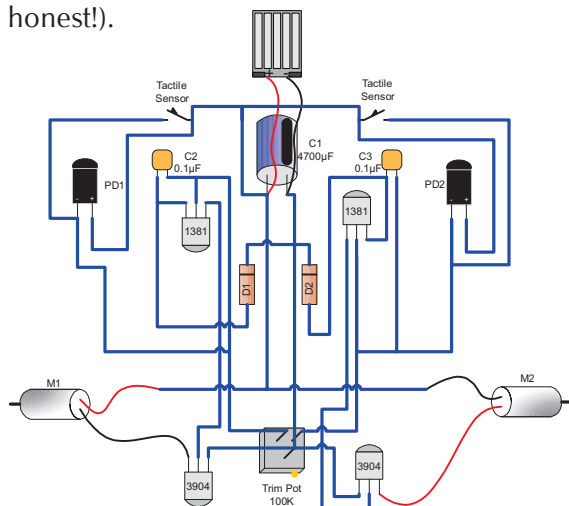 honest!).
+ -
Tactile
Sensor
Tactile
Sensor
C1
4700µF
C2
0.1µF
C3
0.1µF
PD1
- +
PD2
- +
1381
1381
D1
D2
M1
M2
3904
Trim Pot
100K
3904